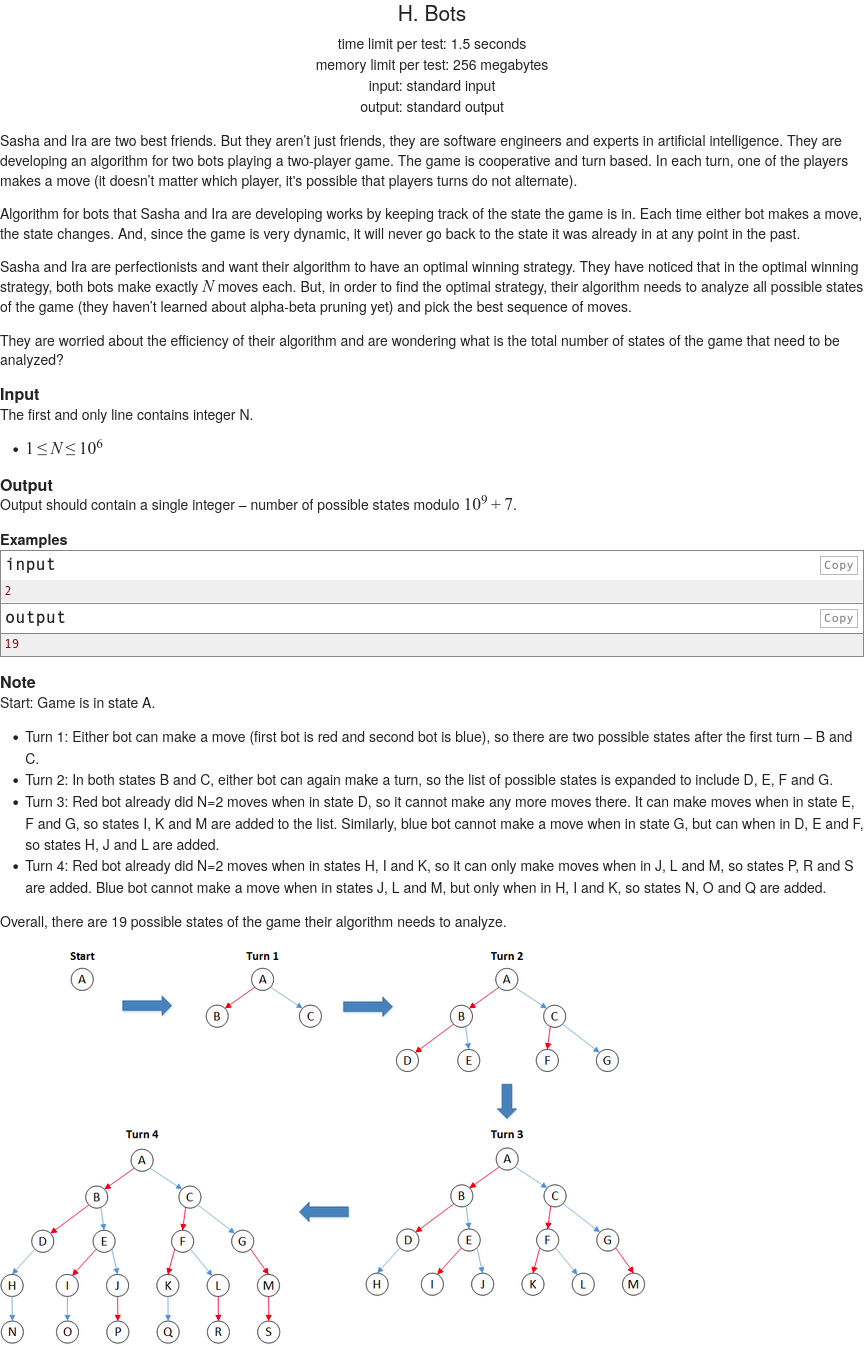 H. Bots
time limit per test: 1.5 seconds
memory limit per test: 256 megabytes
input: standard input
output: standard output
Sasha and Ira are two best friends. But they aren't just friends, they are software engineers and experts in artificial intelligence. They are
developing an algorithm for two bots playing a two-player game. The game is cooperative and turn based. In each turn, one of the players
makes a move (it doesn't matter which player, it's possible that players turns do not alternate).
Algorithm for bots that Sasha and Ira are developing works by keeping track of the state the game is in. Each time either bot makes a move,
the state changes. And, since the game is very dynamic, it will never go back to the state it was already in at any point in the past.
Sasha and Ira are perfectionists and want their algorithm to have an optimal winning strategy. They have noticed that in the optimal winning
strategy, both bots make exactly N moves each. But, in order to find the optimal strategy, their algorithm needs to analyze all possible states
of the game (they haven't learned about alpha-beta pruning yet) and pick the best sequence of moves.
They are worried about the efficiency of their algorithm and are wondering what is the total number of states of the game that need to be
analyzed?
Input
The first and only line contains integer N.
• 1 ≤ N ≤ 10⁶
Output
Output should contain a single integer – number of possible states modulo 10⁹ + 7.
Examples
input Copy
2
output Copy
19
Note
Start: Game is in state A.
• Turn 1: Either bot can make a move (first bot is red and second bot is blue), so there are two possible states after the first turn – B and
C.
• Turn 2: In both states B and C, either bot can again make a turn, so the list of possible states is expanded to include D, E, F and G.
• Turn 3: Red bot already did N=2 moves when in state D, so it cannot make any more moves there. It can make moves when in state E,
F and G, so states I, K and M are added to the list. Similarly, blue bot cannot make a move when in state G, but can when in D, E and F,
so states H, J and L are added.
• Turn 4: Red bot already did N=2 moves when in states H, I and K, so it can only make moves when in J, L and M, so states P, R and S
are added. Blue bot cannot make a move when in states J, L and M, but only when in H, I and K, so states N, O and Q are added.
Overall, there are 19 possible states of the game their algorithm needs to analyze.
Start Turn 1 Turn 2
A A A
B C B C
D E F G
Turn 4 Turn 3
A A
B C B C
D E F G D E F G
H I J K L M H I J K L M
N O P Q R S